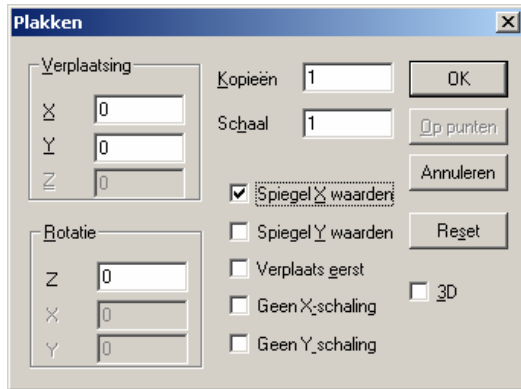 Plakken
Verplaatsing
X 0
Y 0
Z 0
Rotatie
Z 0
X 0
Y 0
Kopieën 1
Schaal 1
Spiegel X waarden
Spiegel Y waarden
Verplaats eerst
Geen X-schaling
Geen Y_schaling
OK
Op punten
Annuleren
Reset
3D